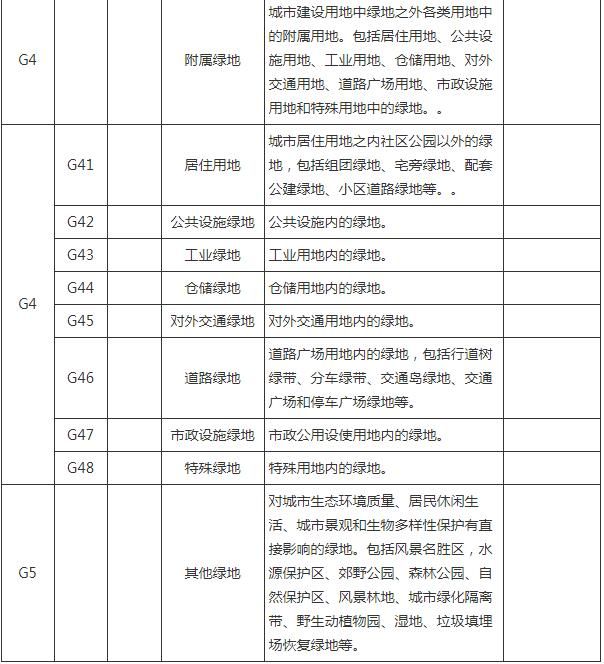 城市建设用地中绿地之外各类用地中
的附属用地。包括居住用地、公共设
G4
附属绿地
施用地、工业用地、仓储用地、对外
交通用地、道路广场用地、市政设施
用地和特殊用地中的绿地。。
G4
G41
居住用地
城市居住用地之内社区公园以外的绿
地，包括组团绿地、宅旁绿地、配套
公建绿地、小区道路绿地等。。
G42
公共设施绿地
公共设施内的绿地。
G43
工业绿地
工业用地内的绿地。
G44
仓储绿地
仓储用地内的绿地。
G45
对外交通绿地
对外交通用地内的绿地。
G46
道路绿地
道路广场用地内的绿地，包括行道树
绿带、分车绿带、交通岛绿地、交通
广场和停车广场绿地等。
G47
市政设施绿地
市政公用设使用地内的绿地。
G48
特殊绿地
特殊用地内的绿地。
G5
其他绿地
对城市生态环境质量、居民休闲生
活、城市景观和生物多样性保护有直
接影响的绿地。包括风景名胜区，水
源保护区、郊野公园、森林公园、自
然保护区、风景林地、城市绿化隔离
带、野生动植物园、湿地、垃圾填埋
场恢复绿地等。